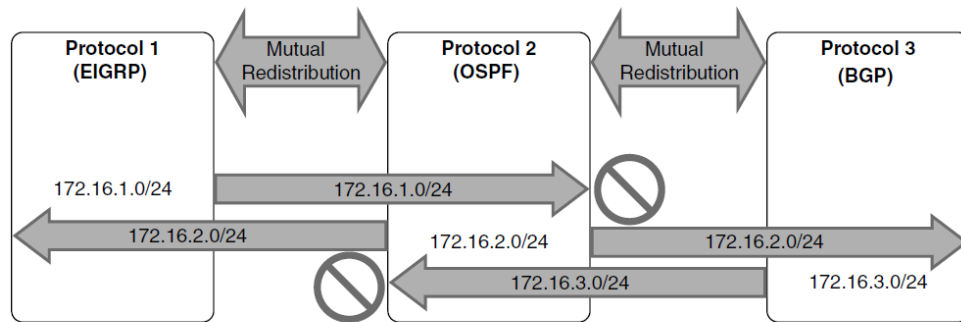 Protocol 1
(EIGRP)
Mutual
Redistribution
Protocol 2
(OSPF)
Mutual
Redistribution
Protocol 3
(BGP)
172.16.1.0/24
172.16.1.0/24
172.16.2.0/24
172.16.2.0/24
172.16.2.0/24
172.16.3.0/24
172.16.3.0/24